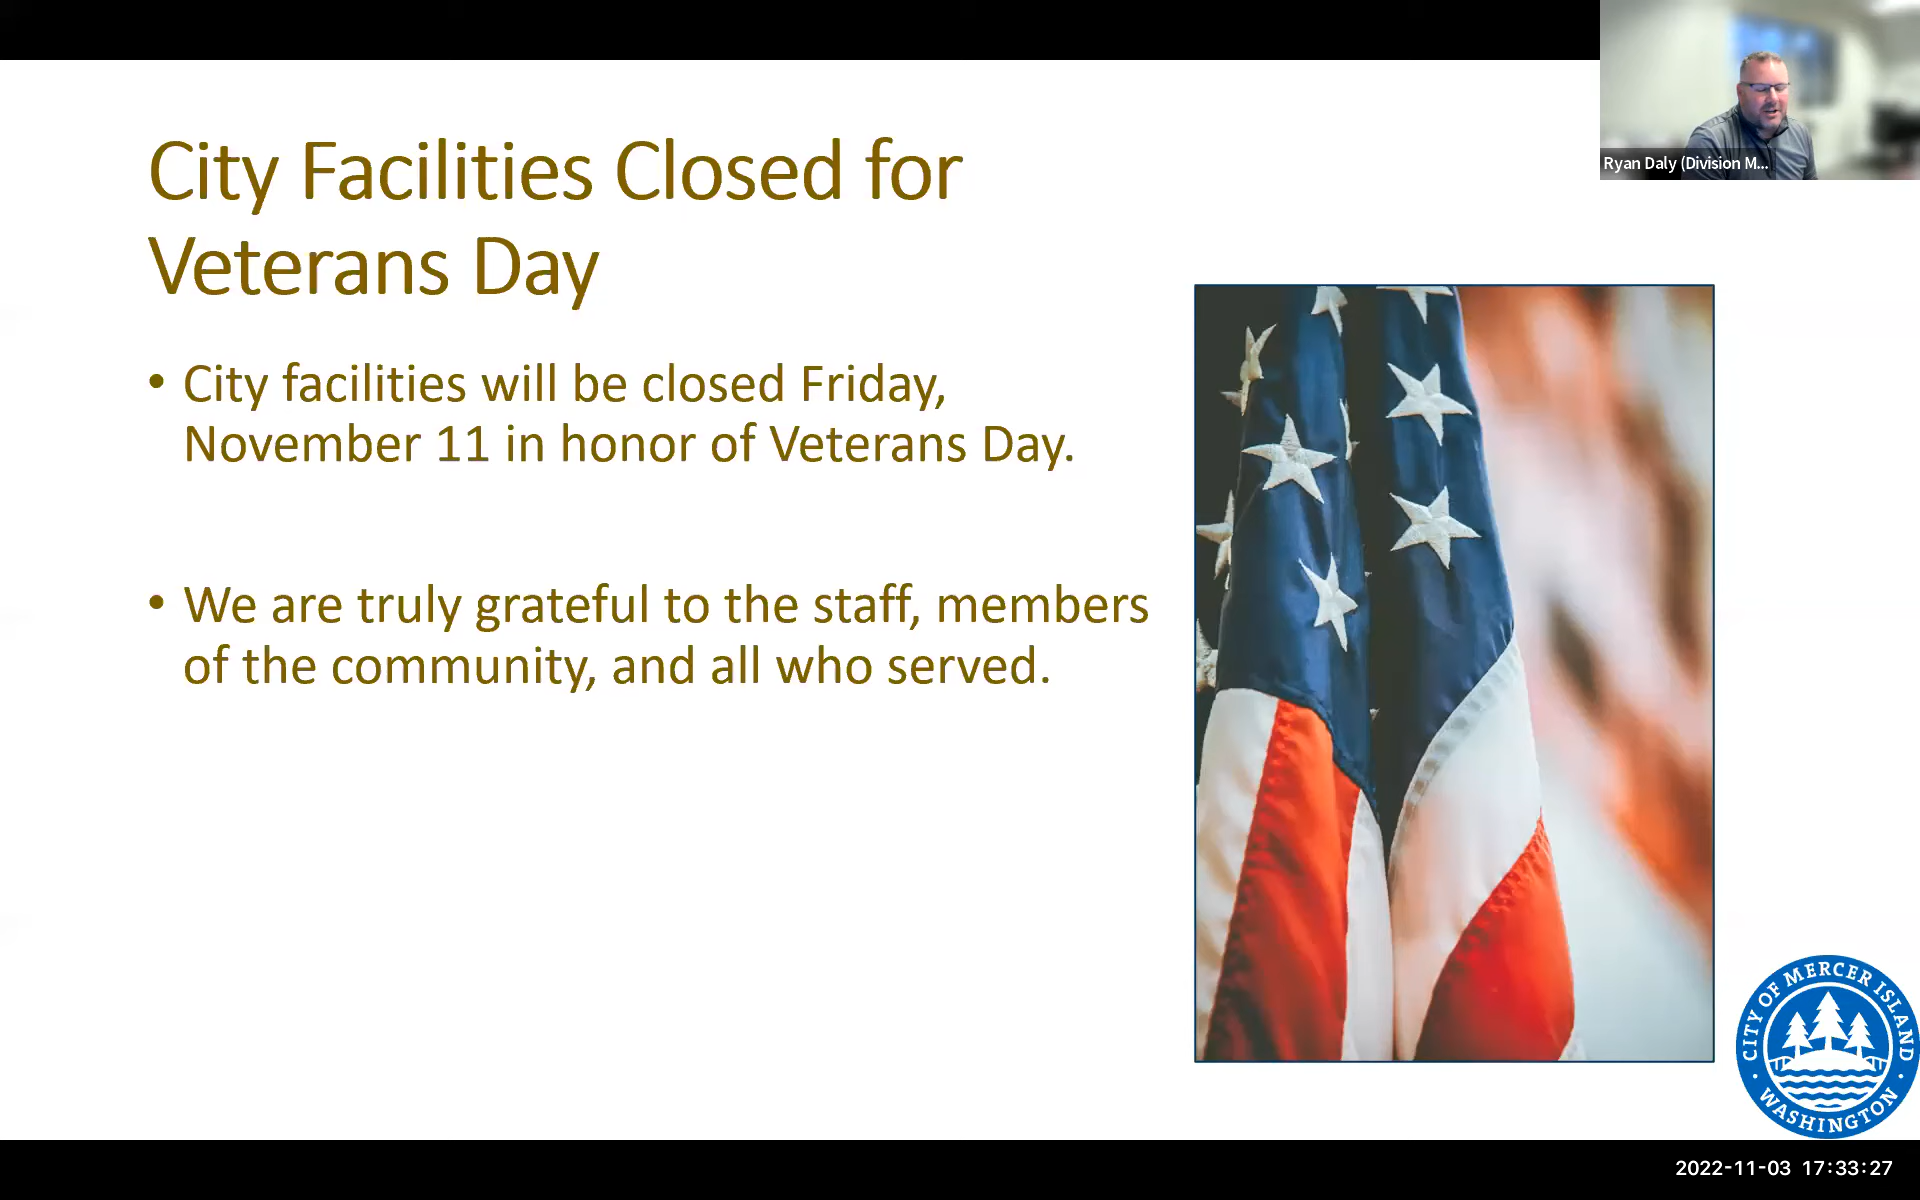 Ryan Daly (Division M...
City Facilities Closed for
Veterans Day
• City facilities will be closed Friday,
November 11 in honor of Veterans Day.
• We are truly grateful to the staff, members
of the community, and all who served.
CITY OF MERCER ISLAND
• WASHINGTON •
2022-11-03 17:33:27